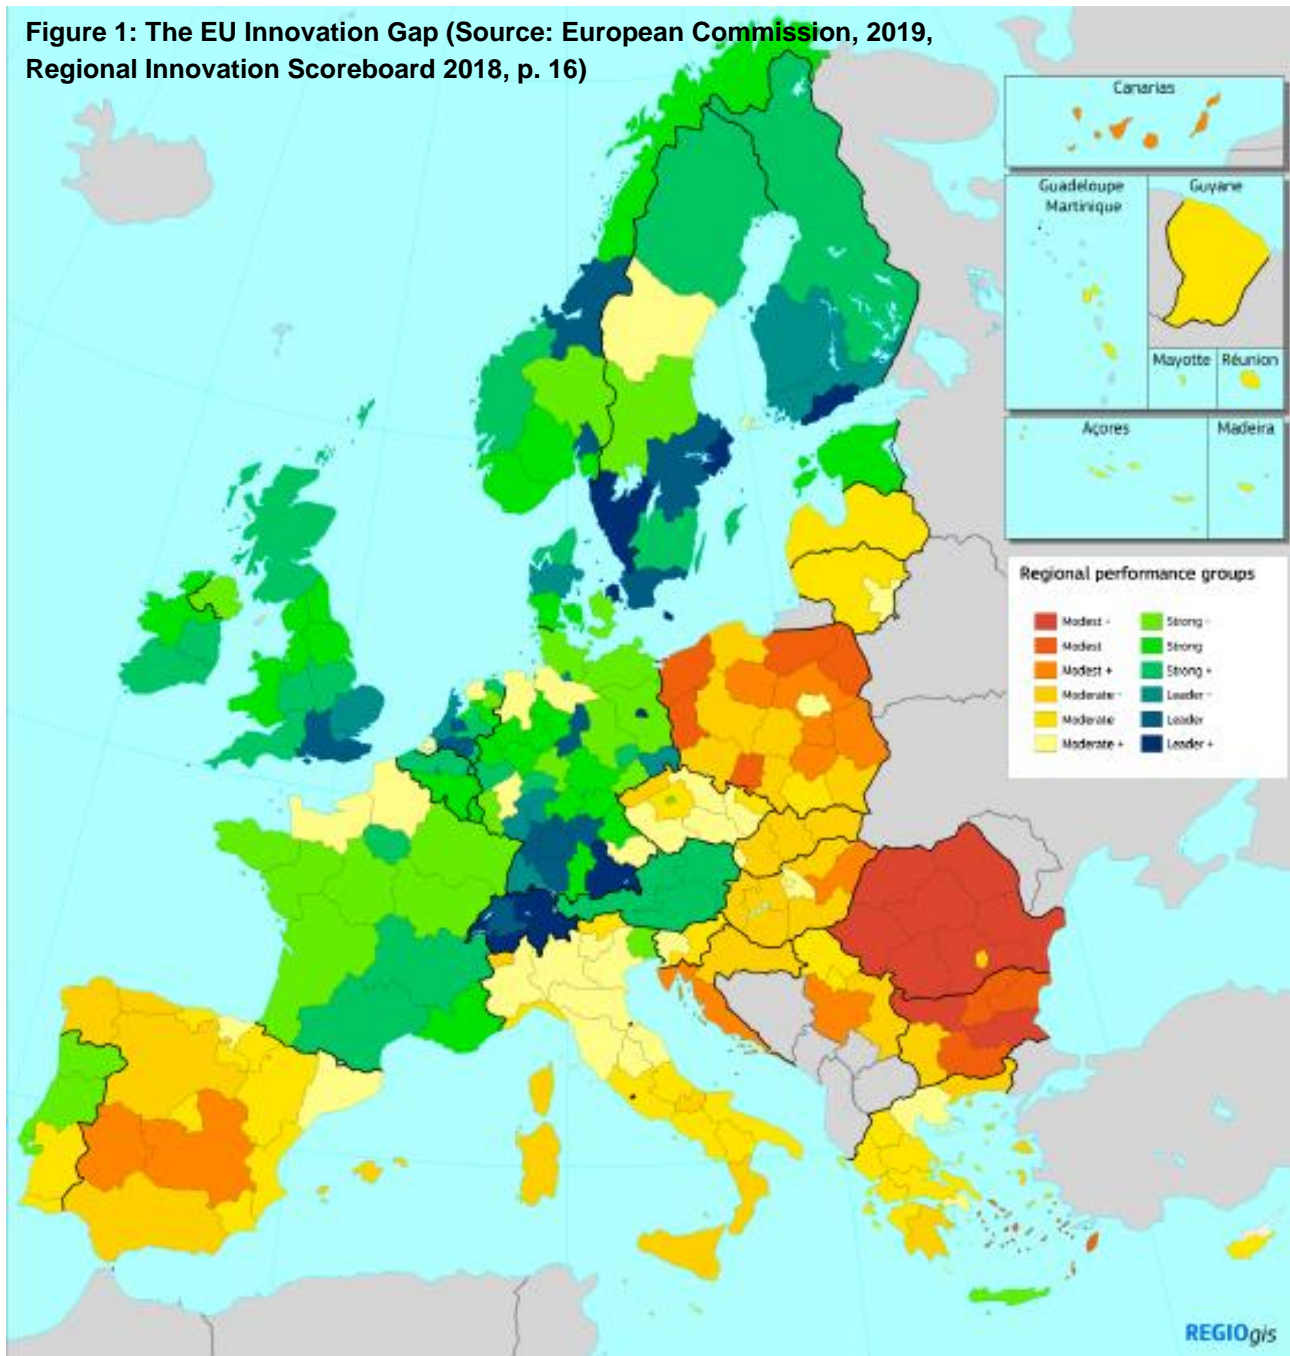 Figure 1: The EU Innovation Gap (Source: European Commission, 2019,
Regional Innovation Scoreboard 2018, p. 16)
Canarias
Guadeloupe
Martinique
Guyane
Mayotte
Réunion
Açores
Madeira
Regional performance groups
Modest -
Modest
Modest +
Moderate -
Moderate
Moderate +
Strong -
Strong
Strong +
Leader -
Leader
Leader +
REGIOgis